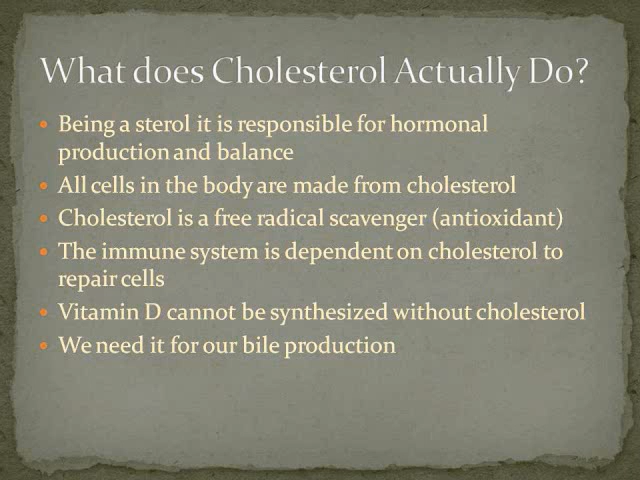 What does Cholesterol Actually Do?
Being a sterol it is responsible for hormonal
production and balance
All cells in the body are made from cholesterol
Cholesterol is a free radical scavenger (antioxidant)
The immune system is dependent on cholesterol to
repair cells
Vitamin D cannot be synthesized without cholesterol
We need it for our bile production